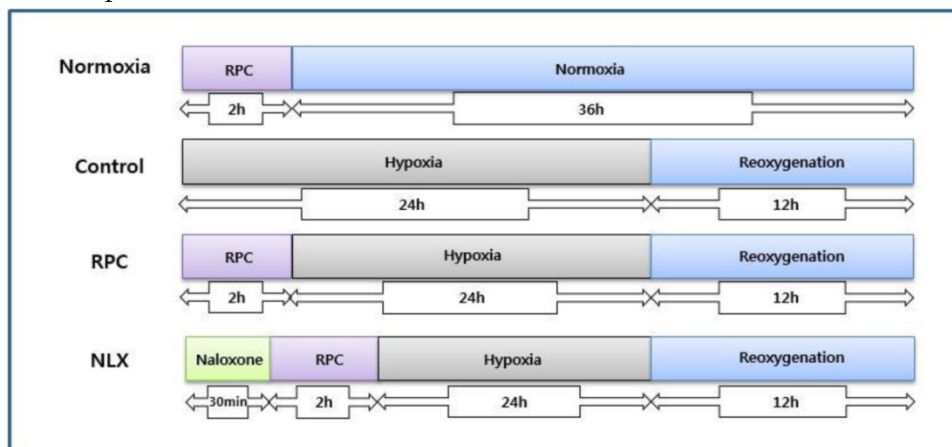 Normoxia
RPC
Normoxia
2h
36h
Control
Hypoxia
Reoxygenation
24h
12h
RPC
RPC
Hypoxia
Reoxygenation
2h
24h
12h
NLX
Naloxone
RPC
Hypoxia
Reoxygenation
30min
2h
24h
12h